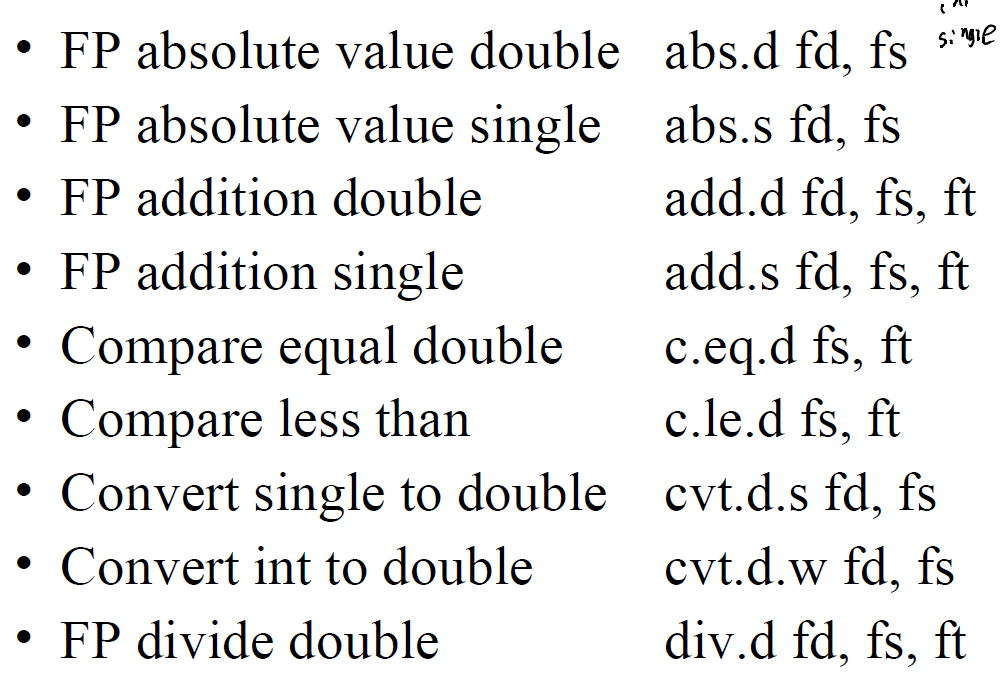 single
• FP absolute value double abs.d fd, fs
• FP absolute value single abs.s fd, fs
• FP addition double add.d fd, fs, ft
• FP addition single add.s fd, fs, ft
• Compare equal double c.eq.d fs, ft
• Compare less than c.le.d fs, ft
• Convert single to double cvt.d.s fd, fs
• Convert int to double cvt.d.w fd, fs
• FP divide double div.d fd, fs, ft